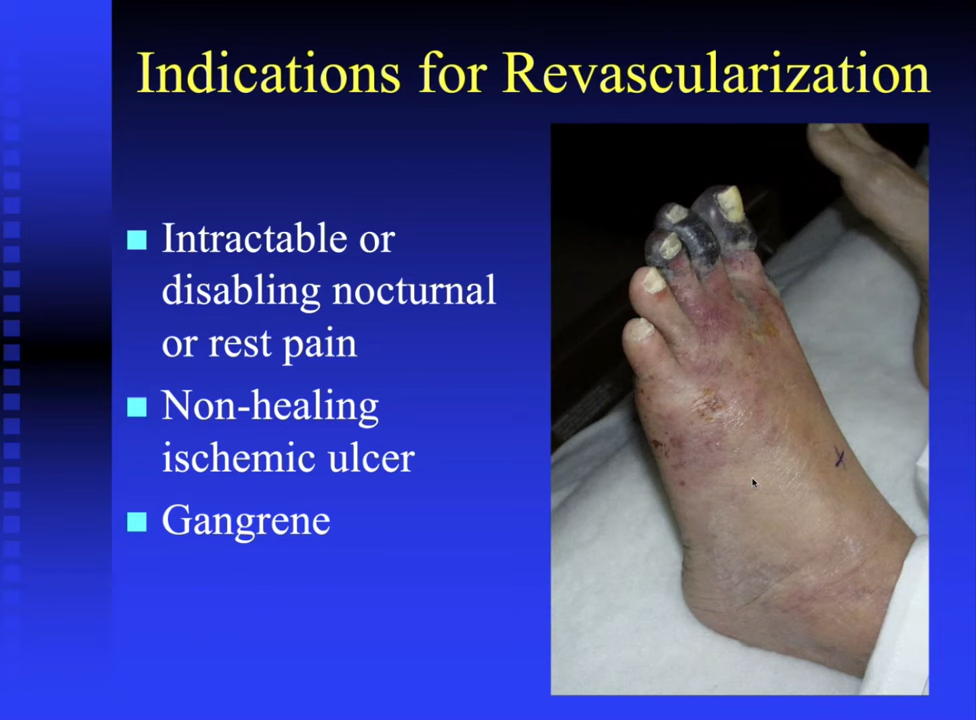 Indications for Revascularization
Intractable or
disabling nocturnal
or rest pain
Non-healing
ischemic ulcer
Gangrene